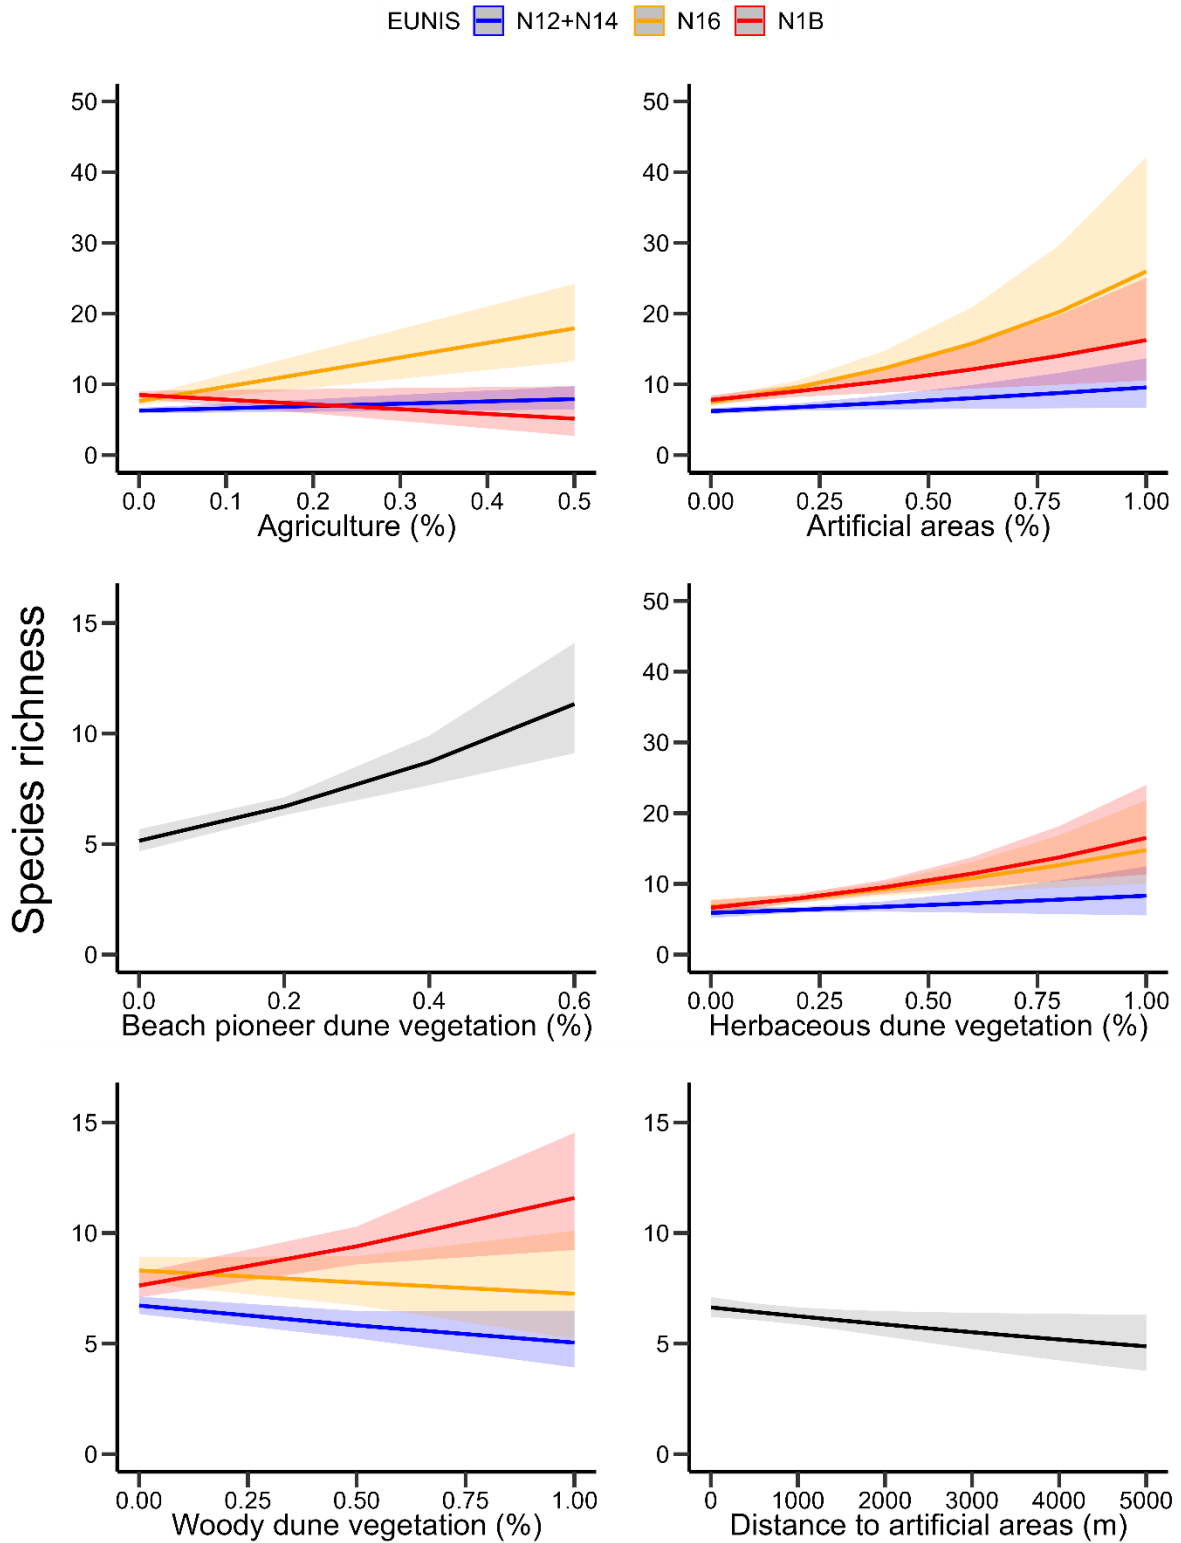 EUNIS N12+N14 N16 N1B
Species richness
50
40
30
20
10
0
0.0 0.1 0.2 0.3 0.4 0.5
Agriculture (%)
50
40
30
20
10
0
0.00 0.25 0.50 0.75 1.00
Artificial areas (%)
15
10
5
0
0.0 0.2 0.4 0.6
Beach pioneer dune vegetation (%)
50
40
30
20
10
0
0.00 0.25 0.50 0.75 1.00
Herbaceous dune vegetation (%)
15
10
5
0
0.00 0.25 0.50 0.75 1.00
Woody dune vegetation (%)
15
10
5
0
0 1000 2000 3000 4000 5000
Distance to artificial areas (m)